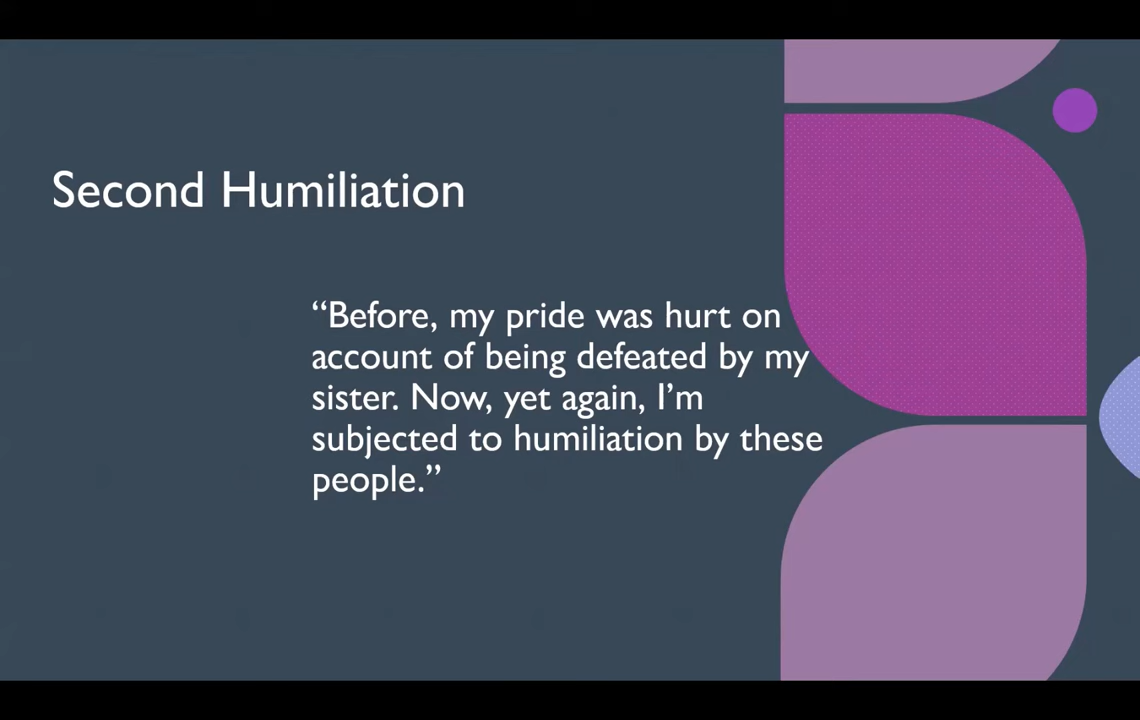 Second Humiliation
“Before, my pride was hurt on
account of being defeated by my
sister. Now, yet again, I’m
subjected to humiliation by these
people.”